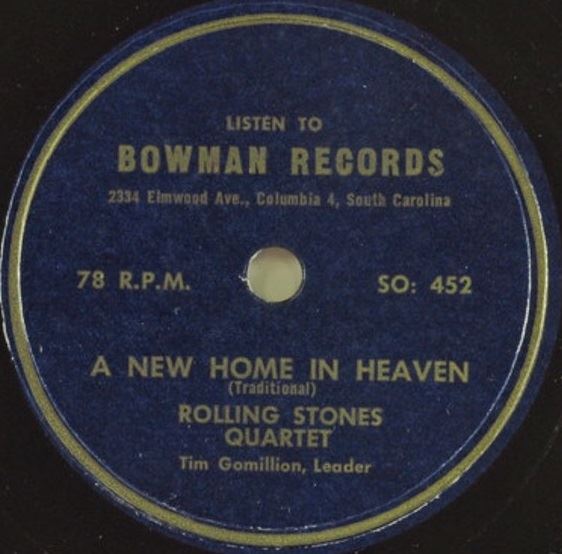 LISTEN TO
BOWMAN RECORDS
2334 Elmwood Ave., Columbia 4, South Carolina
78 R.P.M. SO: 452
A NEW HOME IN HEAVEN
(Traditional)
ROLLING STONES
QUARTET
Tim Gomillion, Leader